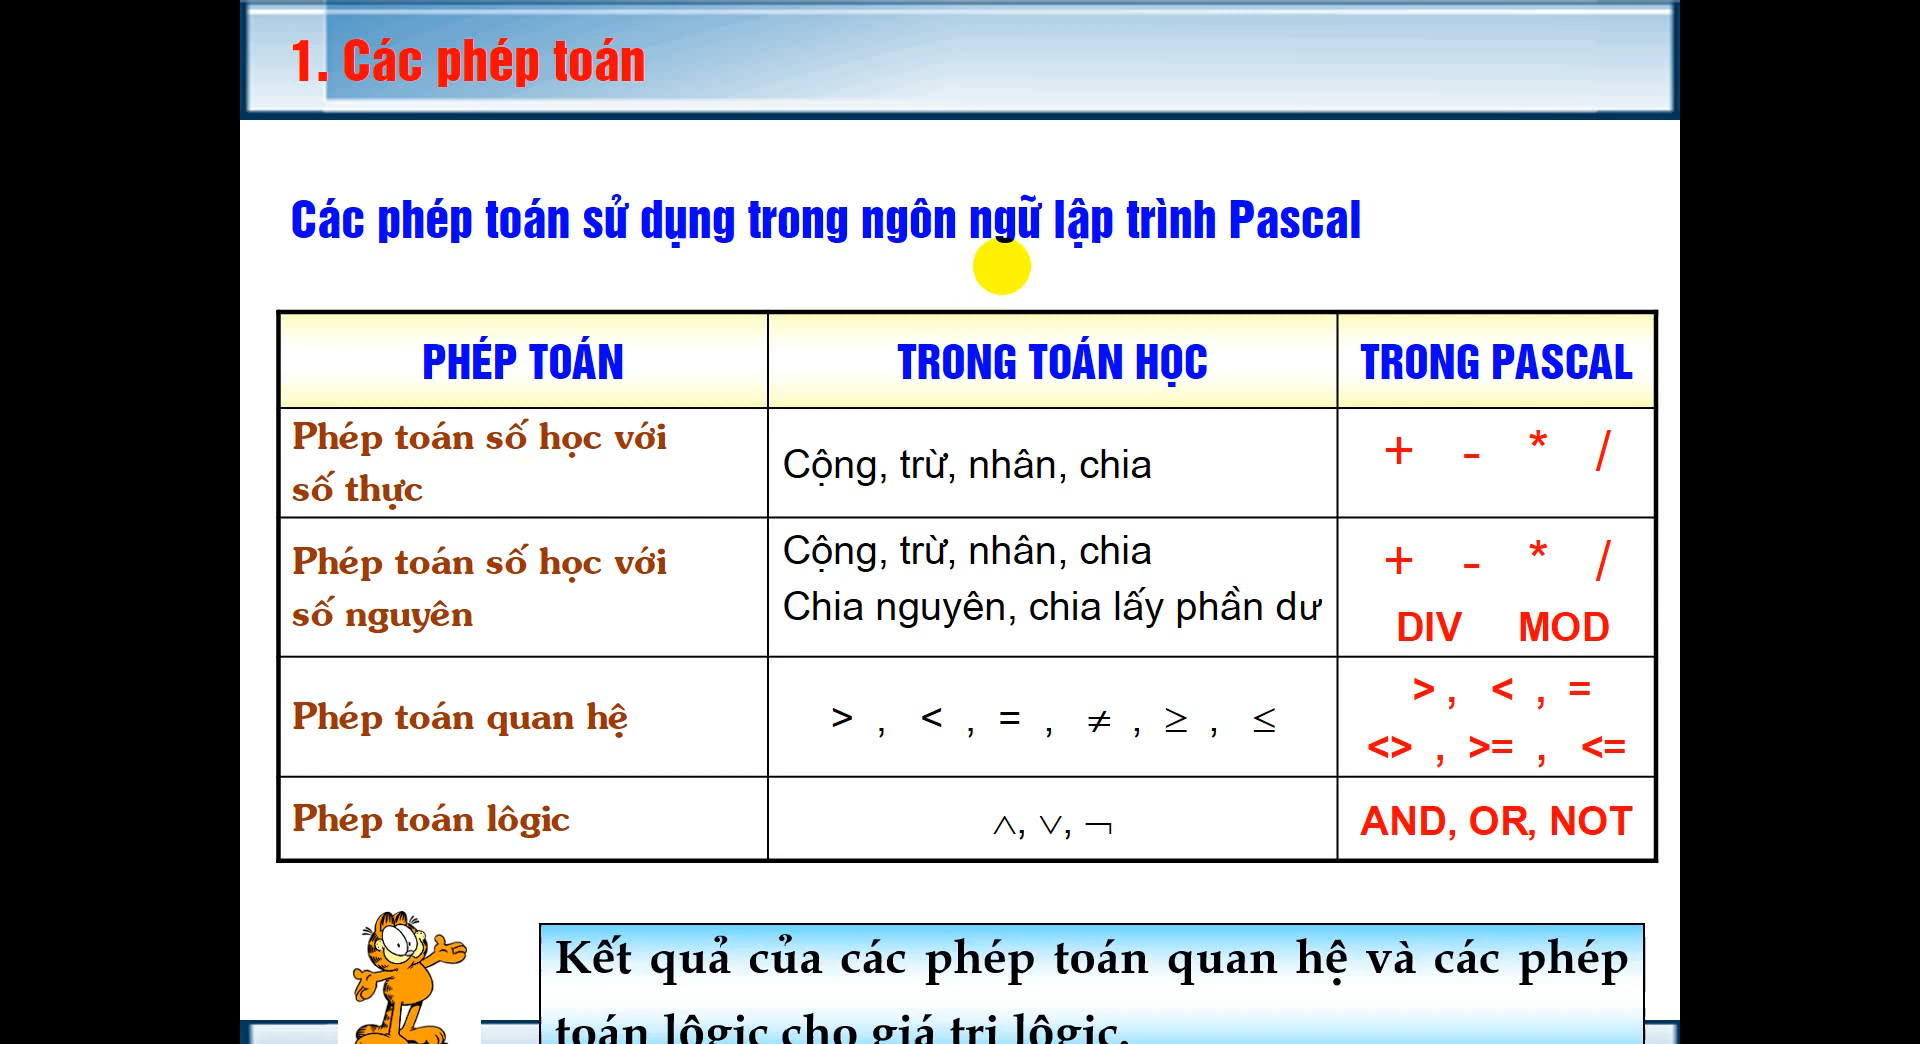 1. Các phép toán
Các phép toán sử dụng trong ngôn ngữ lập trình Pascal
PHÉP TOÁN TRONG TOÁN HỌC TRONG PASCAL
Phép toán số học với
số thực
Cộng, trừ, nhân, chia
+ - * /
Phép toán số học với
số nguyên
Cộng, trừ, nhân, chia
Chia nguyên, chia lấy phần dư
+ - * /
DIV MOD
Phép toán quan hệ
> , < , = , ≠ , ≥ , ≤
> , < , =
<> , >= , <=
Phép toán lôgic
∧, ∨, ¬
AND, OR, NOT
Kết quả của các phép toán quan hệ và các phép
toán lôgic cho giá trị lôgic.